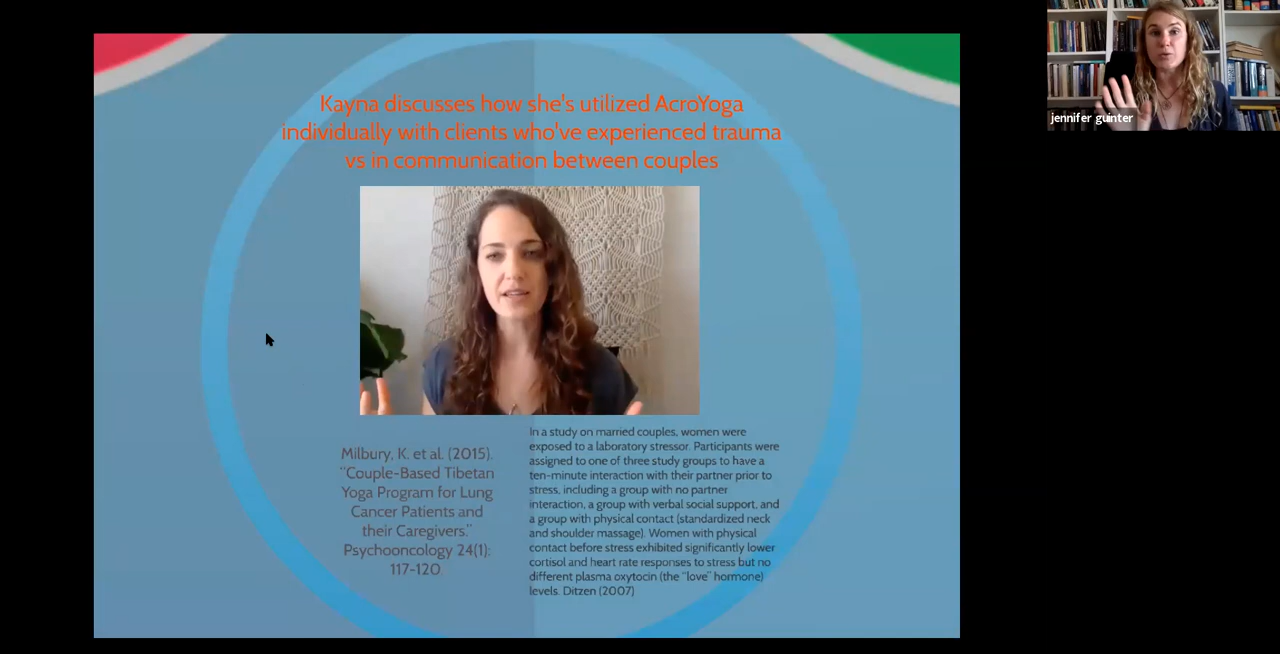 jennifer guinter
Kayna discusses how she's utilized AcroYoga
individually with clients who've experienced trauma
vs in communication between couples
Milbury, K. et al. (2015).
"Couple-Based Tibetan
Yoga Program for Lung
Cancer Patients and
their Caregivers."
Psychooncology 24(1):
117-120.
In a study on married couples, women were
exposed to a laboratory stressor. Participants were
assigned to one of three study groups to have a
ten-minute interaction with their partner prior to
stress, including a group with no partner
interaction, a group with verbal social support, and
a group with physical contact (standardized neck
and shoulder massage). Women with physical
contact before stress exhibited significantly lower
cortisol and heart rate responses to stress but no
different plasma oxytocin (the "love" hormone)
levels. Ditzen (2007)